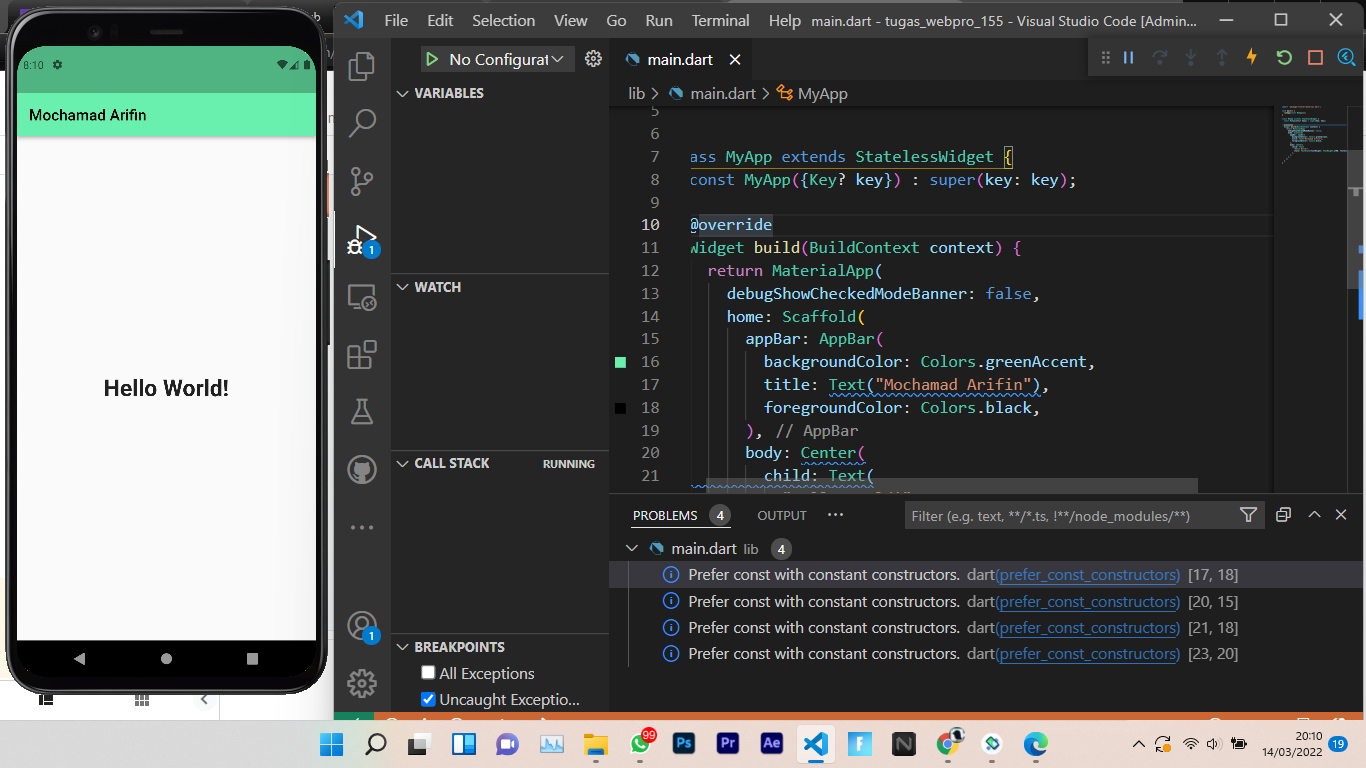 8:10
Mochamad Arifin
Hello World!
File Edit Selection View Go Run Terminal Help main.dart - tugas_webpro_155 - Visual Studio Code [Admin...
No Configurat
VARIABLES
WATCH
CALL STACK RUNNING
BREAKPOINTS
All Exceptions
Uncaught Exceptio...
1
1
main.dart
lib > main.dart > MyApp
5
6
7 ass MyApp extends StatelessWidget {
8 const MyApp({Key? key}) : super(key: key);
9
10 @override
11 Widget build(BuildContext context) {
12 return MaterialApp(
13 debugShowCheckedModeBanner: false,
14 home: Scaffold(
15 appBar: AppBar(
16 backgroundColor: Colors.greenAccent,
17 title: Text("Mochamad Arifin"),
18 foregroundColor: Colors.black,
19 ), // AppBar
20 body: Center(
21 child: Text(
PROBLEMS 4 OUTPUT ... Filter (e.g. text, **/*.ts, !**/node_modules/**)
main.dart lib 4
Prefer const with constant constructors. dart(prefer_const_constructors) [17, 18]
Prefer const with constant constructors. dart(prefer_const_constructors) [20, 15]
Prefer const with constant constructors. dart(prefer_const_constructors) [21, 18]
Prefer const with constant constructors. dart(prefer_const_constructors) [23, 20]
99
Ps Pr Ae
20:10
14/03/2022 19